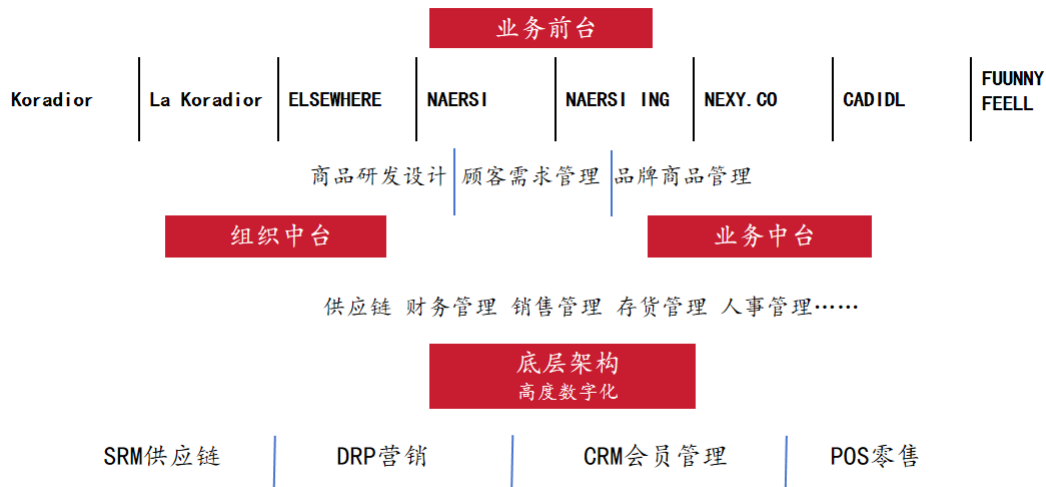 业务前台
Koradior La Koradior ELSEWHERE NAERSI NAERSI ING NEXY.CO CADIDL FUUNNY FEELL
商品研发设计 顾客需求管理 品牌商品管理
组织中台 业务中台
供应链 财务管理 销售管理 存货管理 人事管理……
底层架构
高度数字化
SRM供应链 DRP营销 CRM会员管理 POS零售